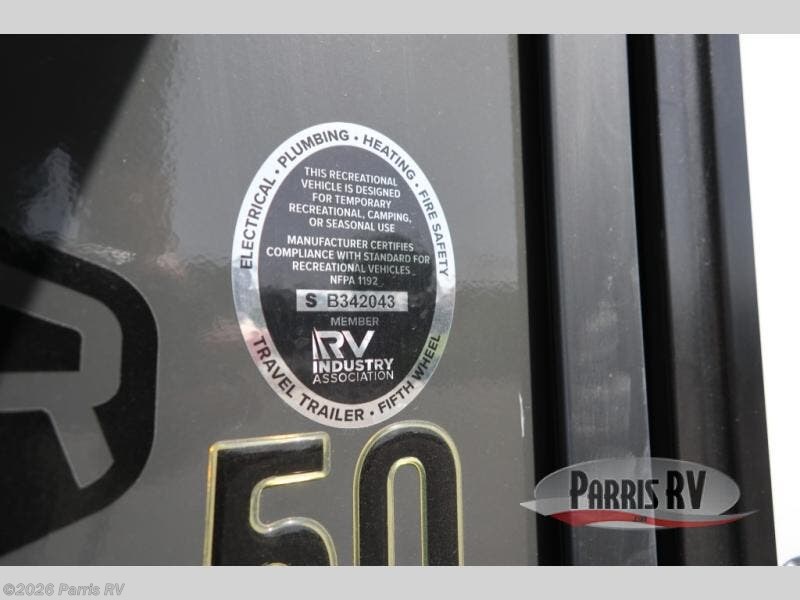 ELECTRICAL • PLUMBING • HEATING • FIRE SAFETY
THIS RECREATIONAL
VEHICLE IS DESIGNED
FOR TEMPORARY
RECREATIONAL, CAMPING,
OR SEASONAL USE
MANUFACTURER CERTIFIES
COMPLIANCE WITH STANDARD FOR
RECREATIONAL VEHICLES
NFPA 1192
S B342043
MEMBER
RV
INDUSTRY
ASSOCIATION
TRAVEL TRAILER • FIFTH WHEEL
50
PARRIS RV
©2026 Parris RV